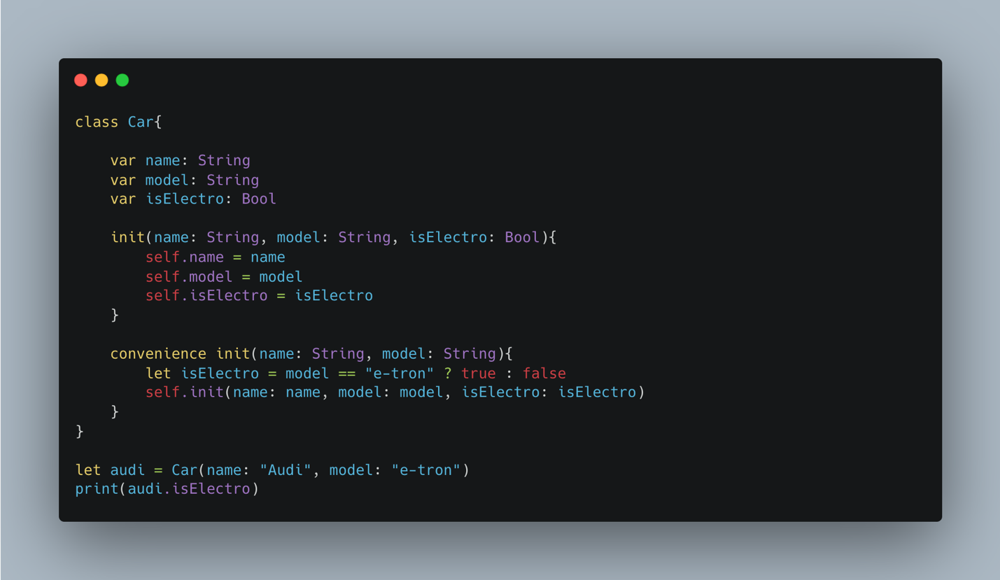 class Car{
    var name: String
    var model: String
    var isElectro: Bool
    init(name: String, model: String, isElectro: Bool){
        self.name = name
        self.model = model
        self.isElectro = isElectro
    }
    convenience init(name: String, model: String){
        let isElectro = model == "e-tron" ? true : false
        self.init(name: name, model: model, isElectro: isElectro)
    }
}
let audi = Car(name: "Audi", model: "e-tron")
print(audi.isElectro)